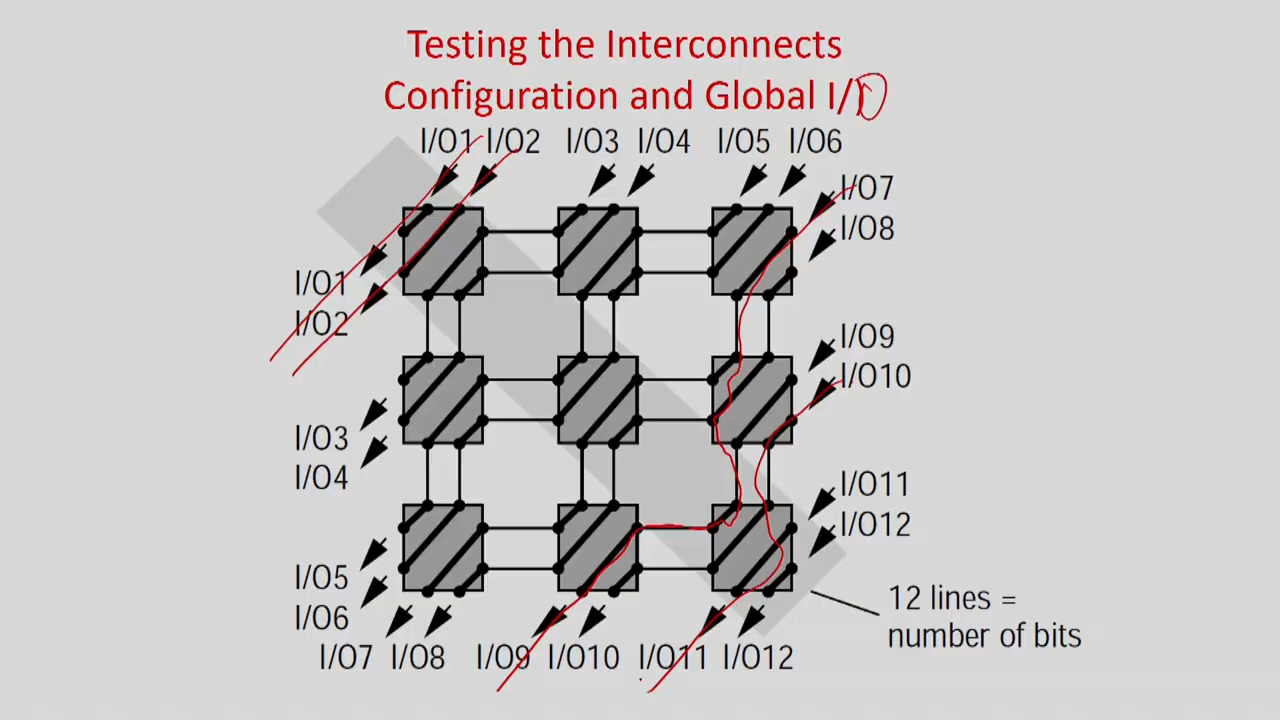 Testing the Interconnects
Configuration and Global I/O
I/O1 I/O2 I/O3 I/O4 I/O5 I/O6
I/O7
I/O8
I/O1
I/O2
I/O9
I/O10
I/O3
I/O4
I/O11
I/O12
I/O5
I/O6
I/O7 I/O8 I/O9 I/O10 I/O11 I/O12
12 lines =
number of bits